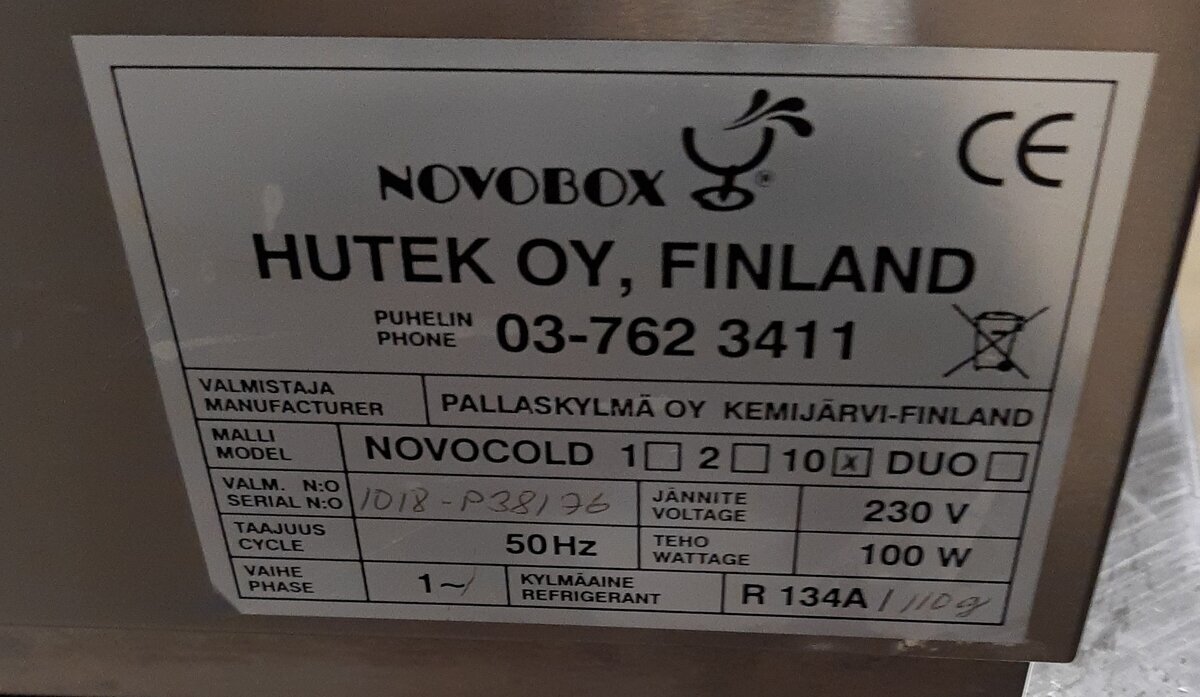 NOVOBOX ®
CE
HUTEK OY, FINLAND
PUHELIN
PHONE
03-762 3411
VALMISTAJA
MANUFACTURER
PALLASKYLMÄ OY KEMIJÄRVI-FINLAND
MALLI
MODEL
NOVOCOLD 1☐ 2☐ 10☒ DUO☐
VALM. N:O
SERIAL N:O
1018-P38176
JÄNNITE
VOLTAGE
230 V
TAAJUUS
CYCLE
50Hz
TEHO
WATTAGE
100 W
VAIHE
PHASE
1~
KYLMÄAINE
REFRIGERANT
R 134A / 110g